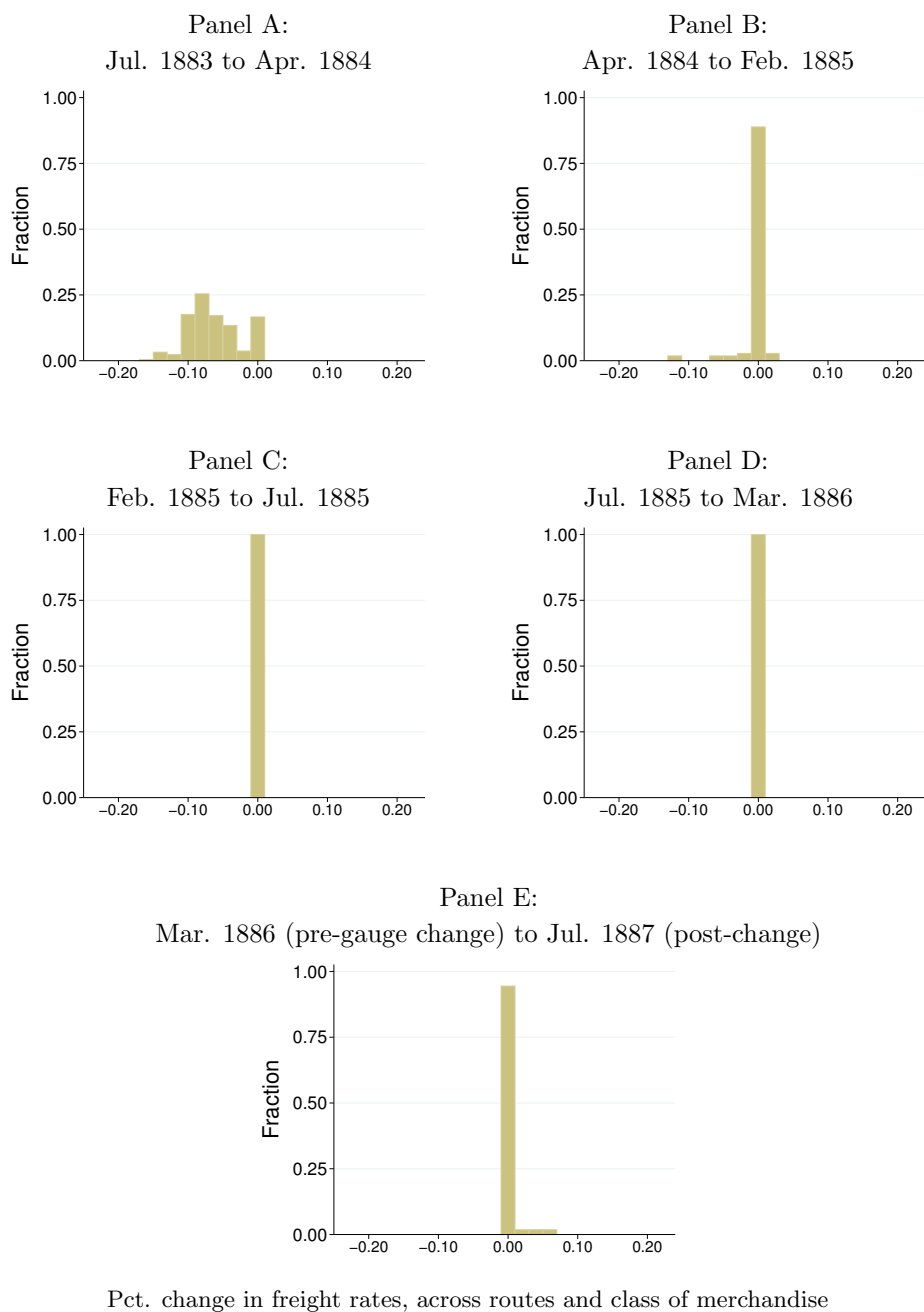 Panel A:
Jul. 1883 to Apr. 1884
1.00
0.75
0.50
0.25
0.00
Fraction
−0.20 −0.10 0.00 0.10 0.20
Panel B:
Apr. 1884 to Feb. 1885
1.00
0.75
0.50
0.25
0.00
Fraction
−0.20 −0.10 0.00 0.10 0.20
Panel C:
Feb. 1885 to Jul. 1885
1.00
0.75
0.50
0.25
0.00
Fraction
−0.20 −0.10 0.00 0.10 0.20
Panel D:
Jul. 1885 to Mar. 1886
1.00
0.75
0.50
0.25
0.00
Fraction
−0.20 −0.10 0.00 0.10 0.20
Panel E:
Mar. 1886 (pre-gauge change) to Jul. 1887 (post-change)
1.00
0.75
0.50
0.25
0.00
Fraction
−0.20 −0.10 0.00 0.10 0.20
Pct. change in freight rates, across routes and class of merchandise